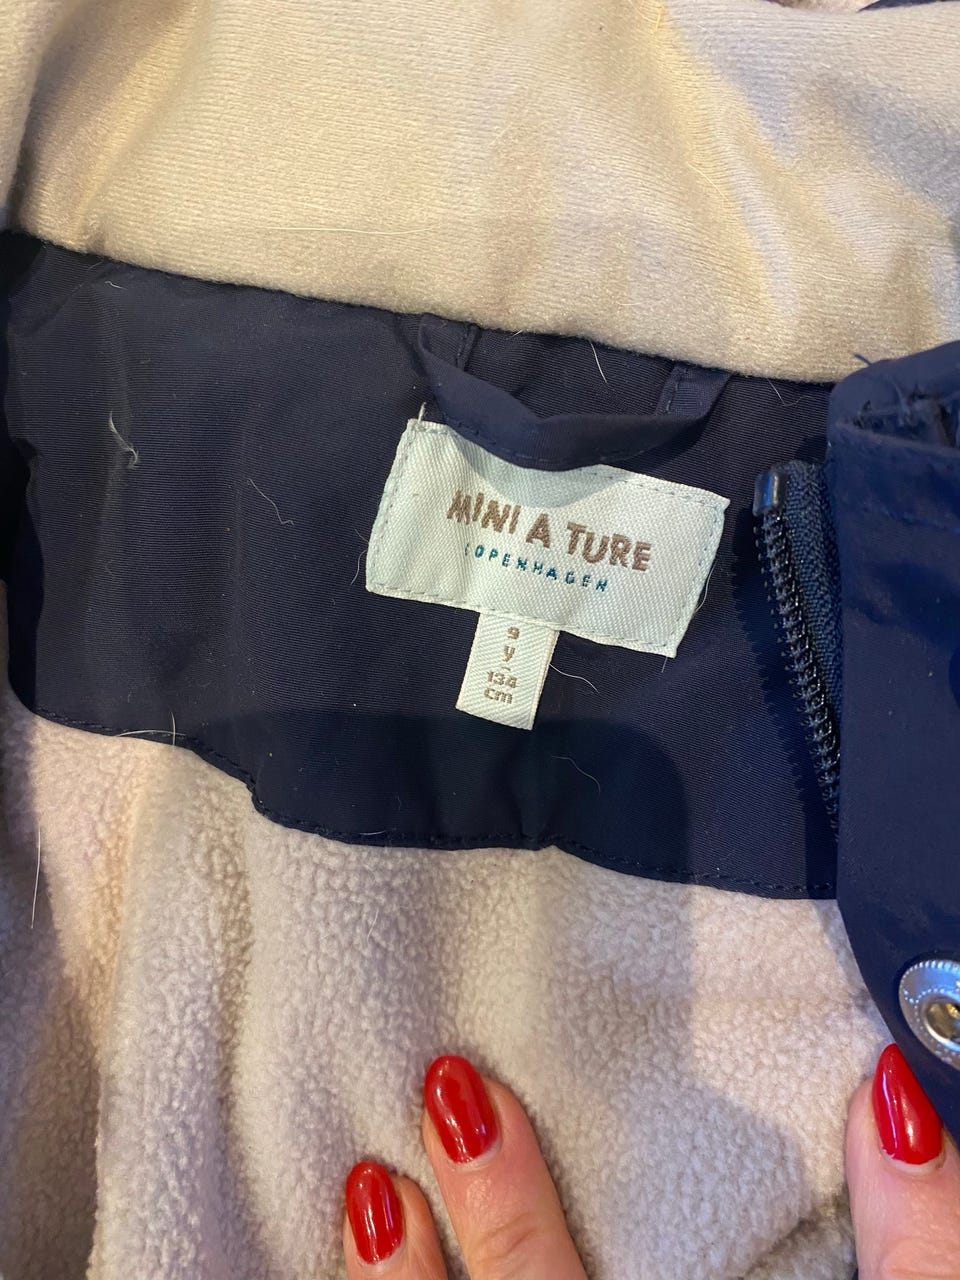 MINI A TURE
COPENHAGEN
9
y
134
cm